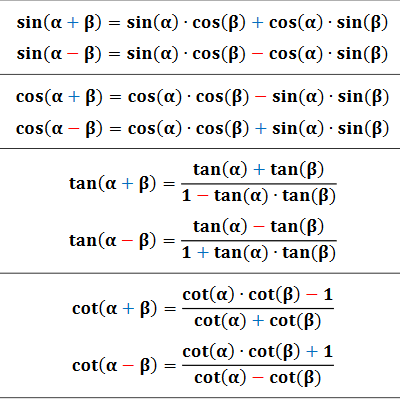 sin(α + β) = sin(α) · cos(β) + cos(α) · sin(β)
sin(α − β) = sin(α) · cos(β) − cos(α) · sin(β)
cos(α + β) = cos(α) · cos(β) − sin(α) · sin(β)
cos(α − β) = cos(α) · cos(β) + sin(α) · sin(β)
tan(α + β) = tan(α) + tan(β)
1 − tan(α) · tan(β)
tan(α − β) = tan(α) − tan(β)
1 + tan(α) · tan(β)
cot(α + β) = cot(α) · cot(β) − 1
cot(α) + cot(β)
cot(α − β) = cot(α) · cot(β) + 1
cot(α) − cot(β)